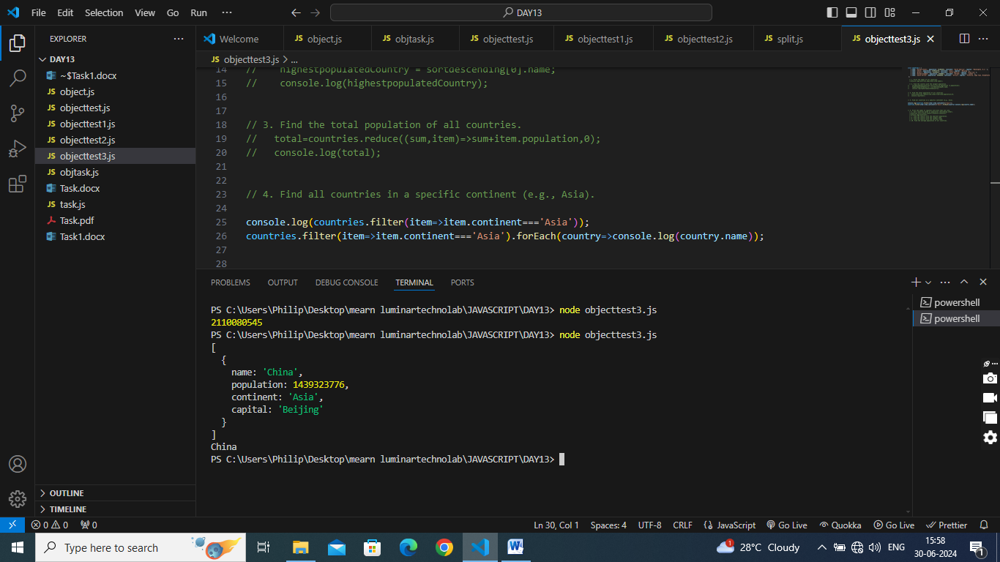 File Edit Selection View Go Run ··· DAY13
EXPLORER
Welcome JS object.js JS objtask.js JS objecttest.js JS objecttest1.js JS objecttest2.js JS split.js JS objecttest3.js
DAY13
~$Task1.docx
JS object.js
JS objecttest.js
JS objecttest1.js
JS objecttest2.js
JS objecttest3.js
JS objtask.js
Task.docx
JS task.js
Task.pdf
Task1.docx
OUTLINE
TIMELINE
JS objecttest3.js > ...
14 // highestpopulatedCountry = sortdescending[0].name;
15 // console.log(highestpopulatedCountry);
16
17
18 // 3. Find the total population of all countries.
19 // total=countries.reduce((sum,item)=>sum+item.population,0);
20 // console.log(total);
21
22
23 // 4. Find all countries in a specific continent (e.g., Asia).
24
25 console.log(countries.filter(item=>item.continent==='Asia'));
26 countries.filter(item=>item.continent==='Asia').forEach(country=>console.log(country.name));
27
28
PROBLEMS OUTPUT DEBUG CONSOLE TERMINAL PORTS
PS C:\Users\Philip\Desktop\mearn luminartechnolab\JAVASCRIPT\DAY13> node objecttest3.js
2110080545
PS C:\Users\Philip\Desktop\mearn luminartechnolab\JAVASCRIPT\DAY13> node objecttest3.js
[
{
name: 'China',
population: 1439323776,
continent: 'Asia',
capital: 'Beijing'
}
]
China
PS C:\Users\Philip\Desktop\mearn luminartechnolab\JAVASCRIPT\DAY13>
powershell
powershell
0 0 0 Ln 30, Col 1 Spaces: 4 UTF-8 CRLF {} JavaScript Go Live Quokka Go Live Prettier
Type here to search 28°C Cloudy ENG 15:58
30-06-2024